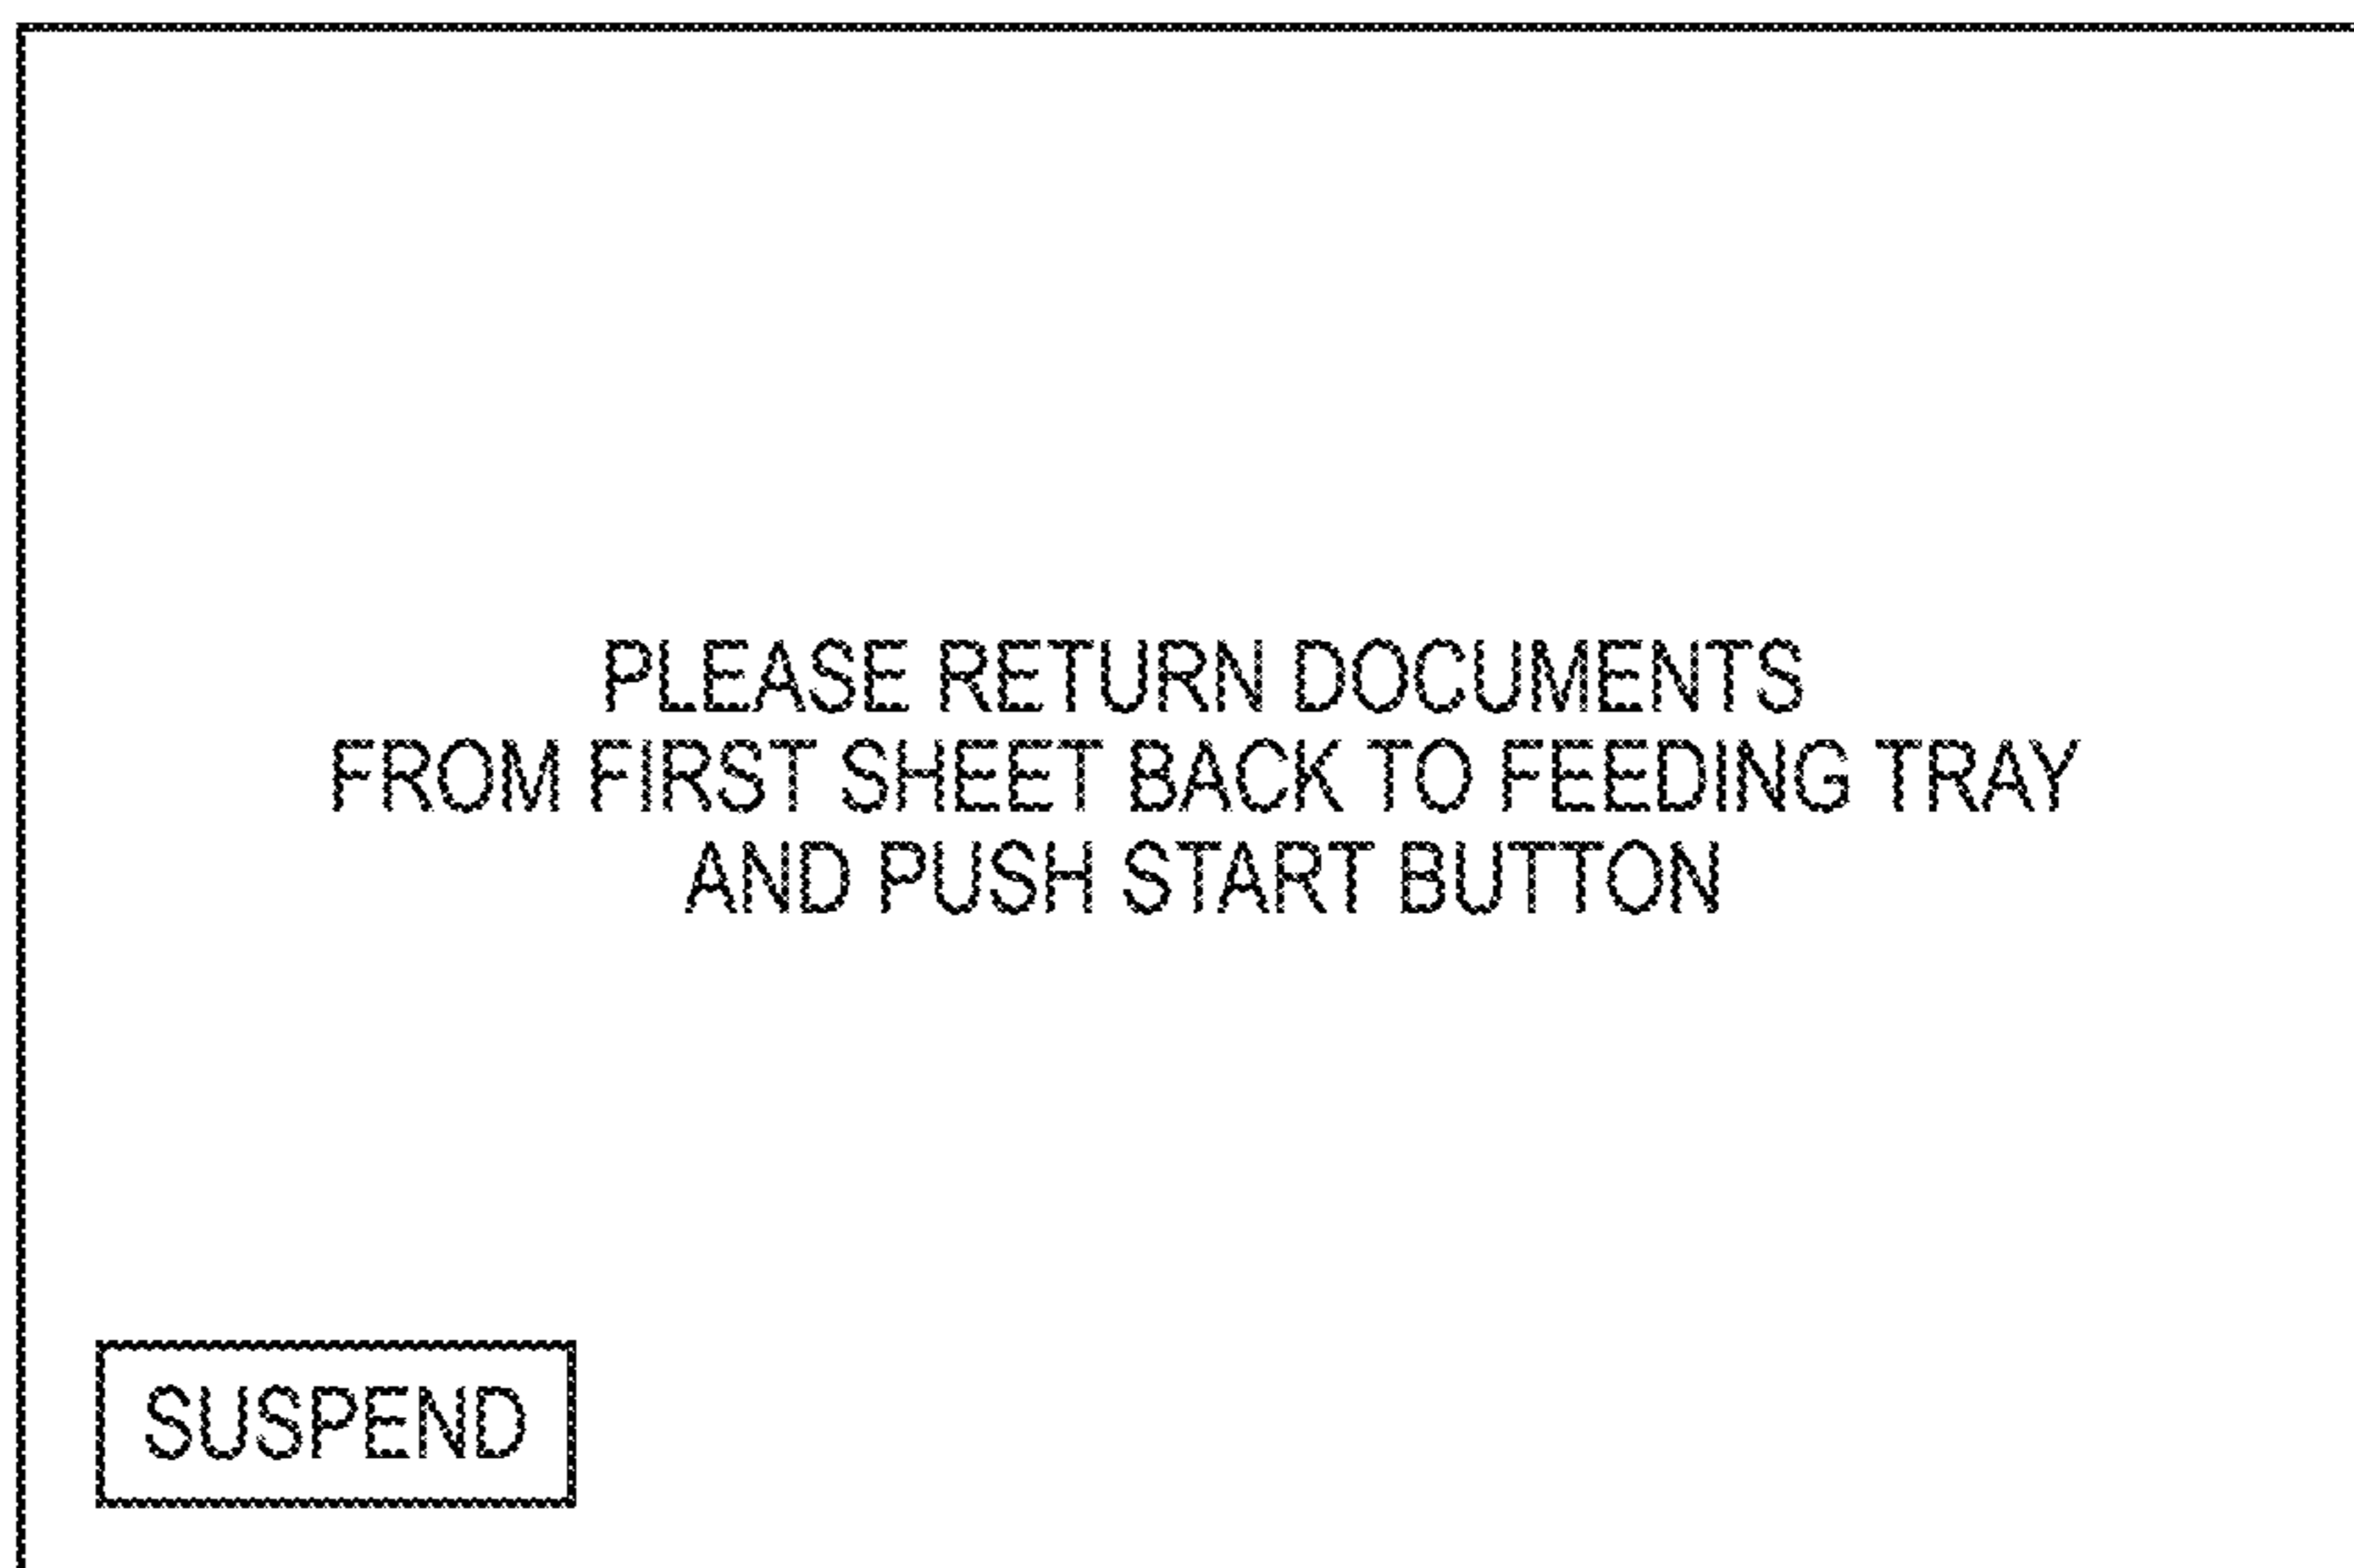 PLEASE RETURN DOCUMENTS
FROM FIRST SHEET BACK TO FEEDING TRAY
AND PUSH START BUTTON
SUSPEND